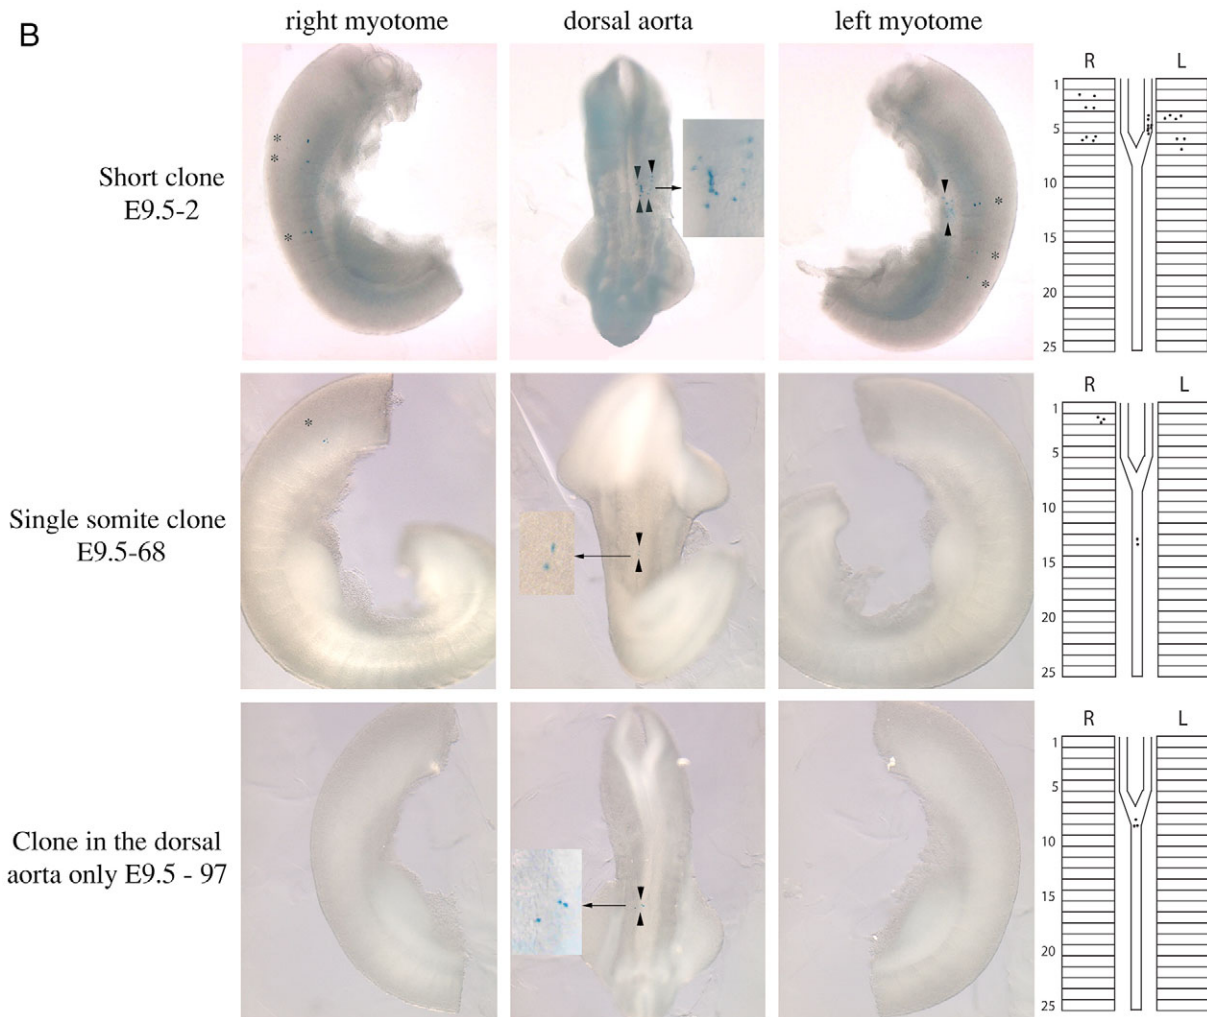 B
right myotome
dorsal aorta
left myotome
Short clone
E9.5-2
R
L
1
5
10
15
20
25
Single somite clone
E9.5-68
R
L
1
5
10
15
20
25
Clone in the dorsal
aorta only E9.5 - 97
R
L
1
5
10
15
20
25